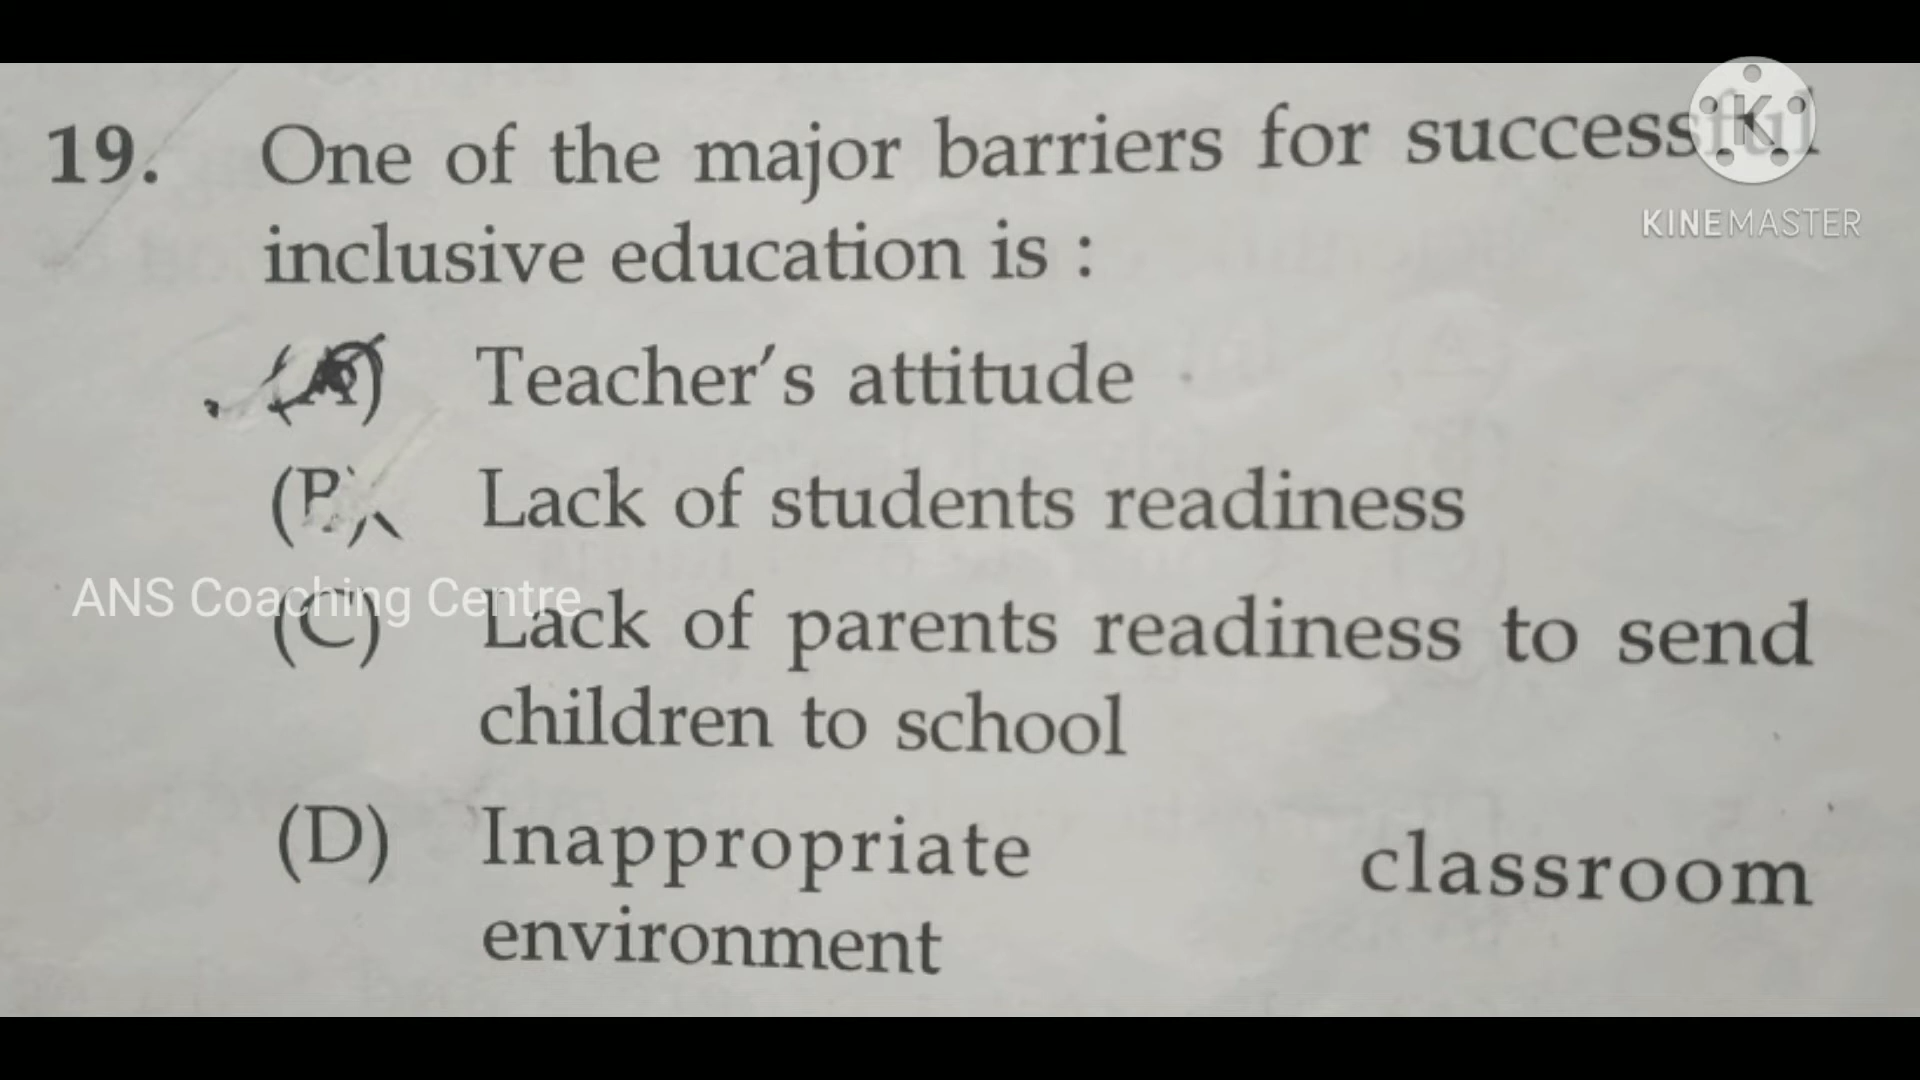 19. One of the major barriers for successful
KINEMASTER
inclusive education is :
(A) Teacher's attitude
(B) Lack of students readiness
ANS Coaching Centre
(C) Lack of parents readiness to send
children to school
(D) Inappropriate classroom
environment